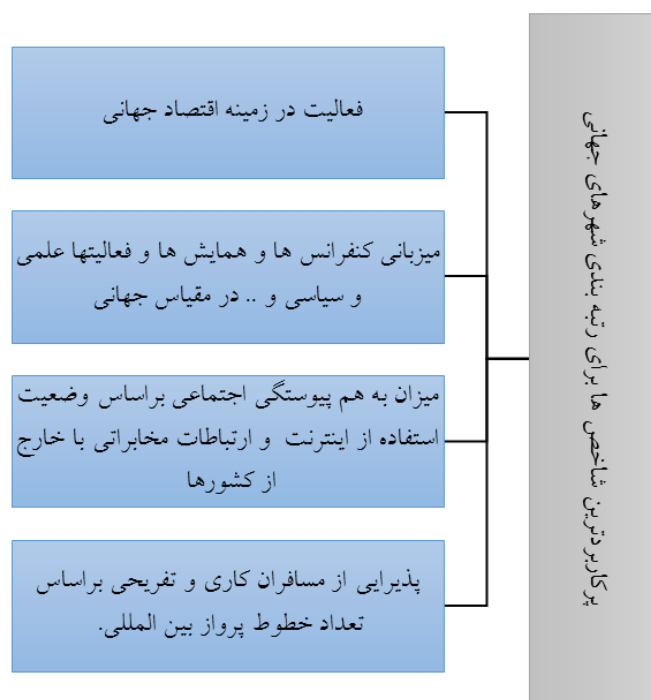 پرکاربردترین شاخص ها برای رتبه بندی شهرهای جهانی
فعالیت در زمینه اقتصاد جهانی
میزبانی کنفرانس ها و همایش ها و فعالیتها علمی
و سیاسی و .. در مقیاس جهانی
میزان به هم پیوستگی اجتماعی براساس وضعیت
استفاده از اینترنت و ارتباطات مخابراتی با خارج
از کشورها
پذیرایی از مسافران کاری و تفریحی براساس
تعداد خطوط پرواز بین المللی.